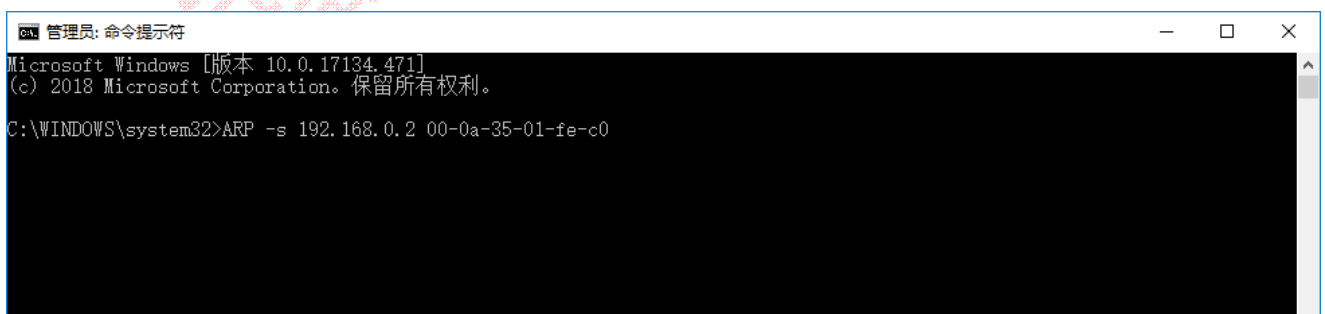 管理员: 命令提示符
Microsoft Windows [版本 10.0.17134.471]
(c) 2018 Microsoft Corporation。保留所有权利。
C:\WINDOWS\system32>ARP -s 192.168.0.2 00-0a-35-01-fe-c0